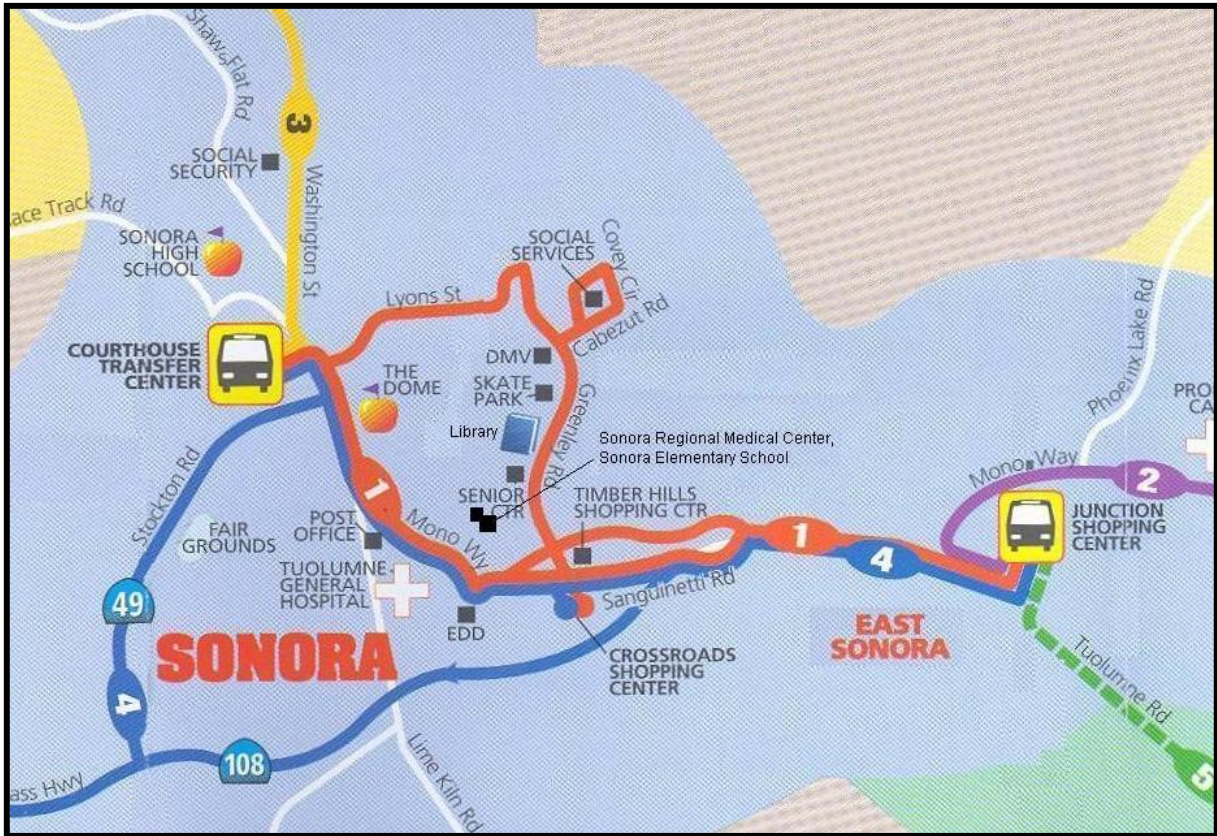 Shaws Flat Rd
3
SOCIAL
SECURITY
Washington St
ace Track Rd
SONORA
HIGH
SCHOOL
SOCIAL
SERVICES
Covey Cir
Lyons St
Cabezut Rd
Phoenix Lake Rd
COURTHOUSE
TRANSFER
CENTER
THE
DOME
DMV
SKATE
PARK
Greenley Rd
PRO
CA
Library
Sonora Regional Medical Center,
Sonora Elementary School
Mono Way
2
Stockton Rd
1
SENIOR
CTR
TIMBER HILLS
SHOPPING CTR
JUNCTION
SHOPPING
CENTER
FAIR
GROUNDS
POST
OFFICE
Mono Wy
1
4
TUOLUMNE
GENERAL
HOSPITAL
Sanguinetti Rd
49
EDD
EAST
SONORA
SONORA
CROSSROADS
SHOPPING
CENTER
Tuolumne Rd
4
108
ass Hwy
Lime Kiln Rd
5